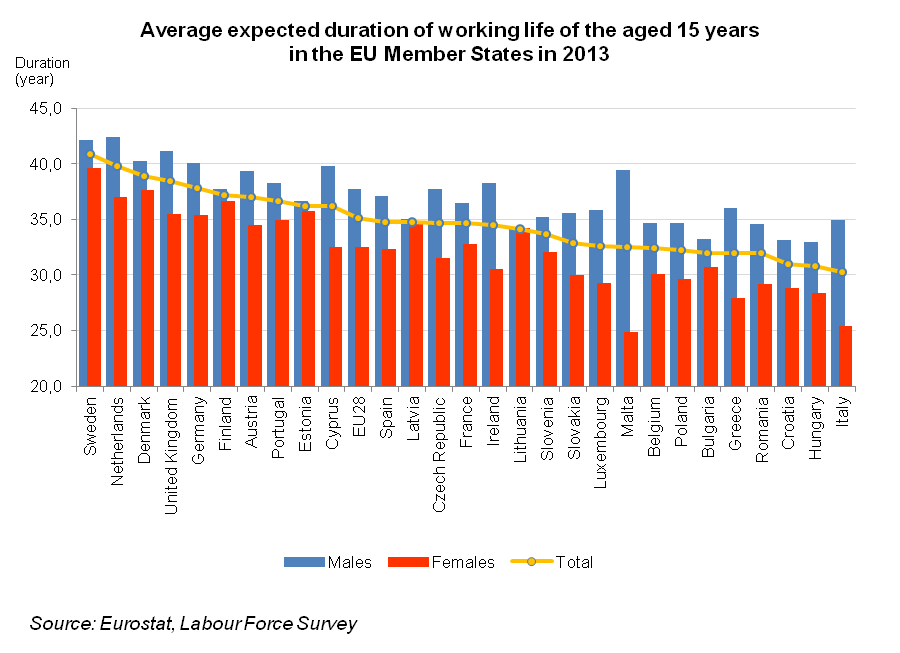 Average expected duration of working life of the aged 15 years
in the EU Member States in 2013
Duration
(year)
45,0
40,0
35,0
30,0
25,0
20,0
Sweden
Netherlands
Denmark
United Kingdom
Germany
Finland
Austria
Portugal
Estonia
Cyprus
EU28
Spain
Latvia
Czech Republic
France
Ireland
Lithuania
Slovenia
Slovakia
Luxembourg
Malta
Belgium
Poland
Bulgaria
Greece
Romania
Croatia
Hungary
Italy
Males
Females
Total
Source: Eurostat, Labour Force Survey